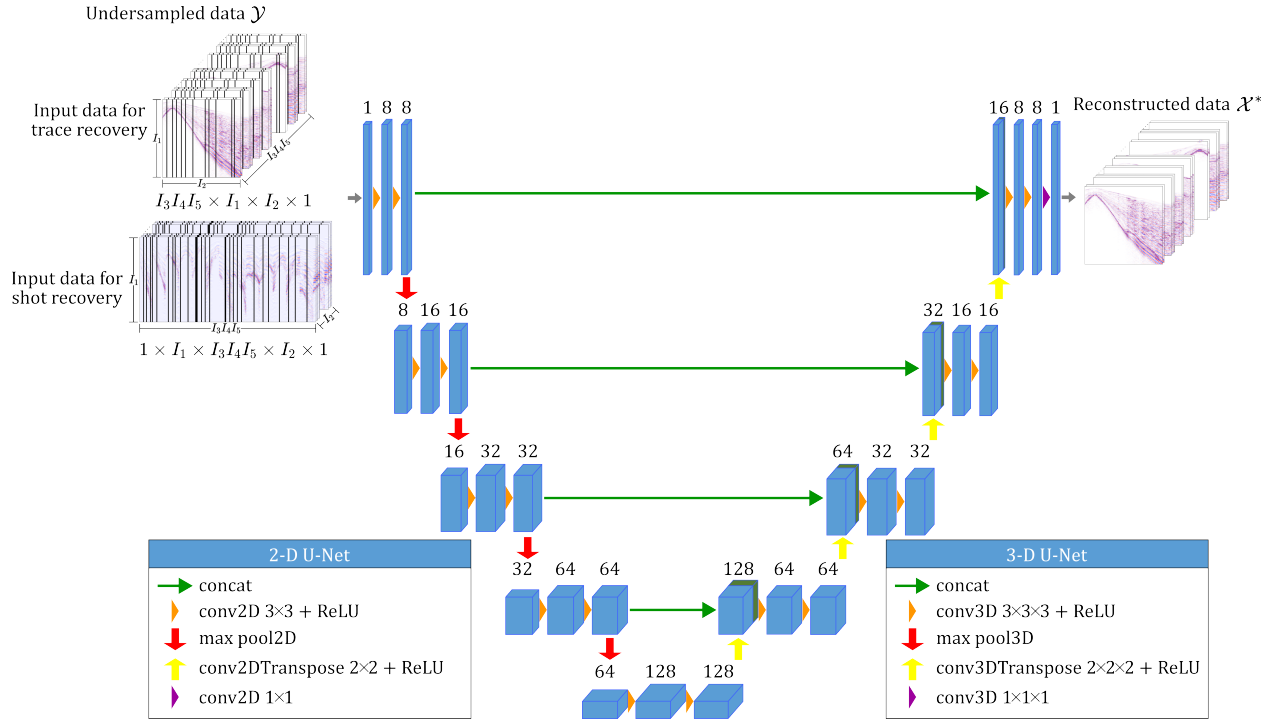 Undersampled data 𝒴
Input data for
trace recovery
I₁
I₂
I₃I₄I₅
I₃I₄I₅ × I₁ × I₂ × 1
Input data for
shot recovery
I₁
I₃I₄I₅
I₂
1 × I₁ × I₃I₄I₅ × I₂ × 1
1 8 8
16 8 8 1
Reconstructed data 𝒳*
8 16 16
32 16 16
16 32 32
64 32 32
32 64 64
128 64 64
64 128 128
2-D U-Net
concat
conv2D 3×3 + ReLU
max pool2D
conv2DTranspose 2×2 + ReLU
conv2D 1×1
3-D U-Net
concat
conv3D 3×3×3 + ReLU
max pool3D
conv3DTranspose 2×2×2 + ReLU
conv3D 1×1×1